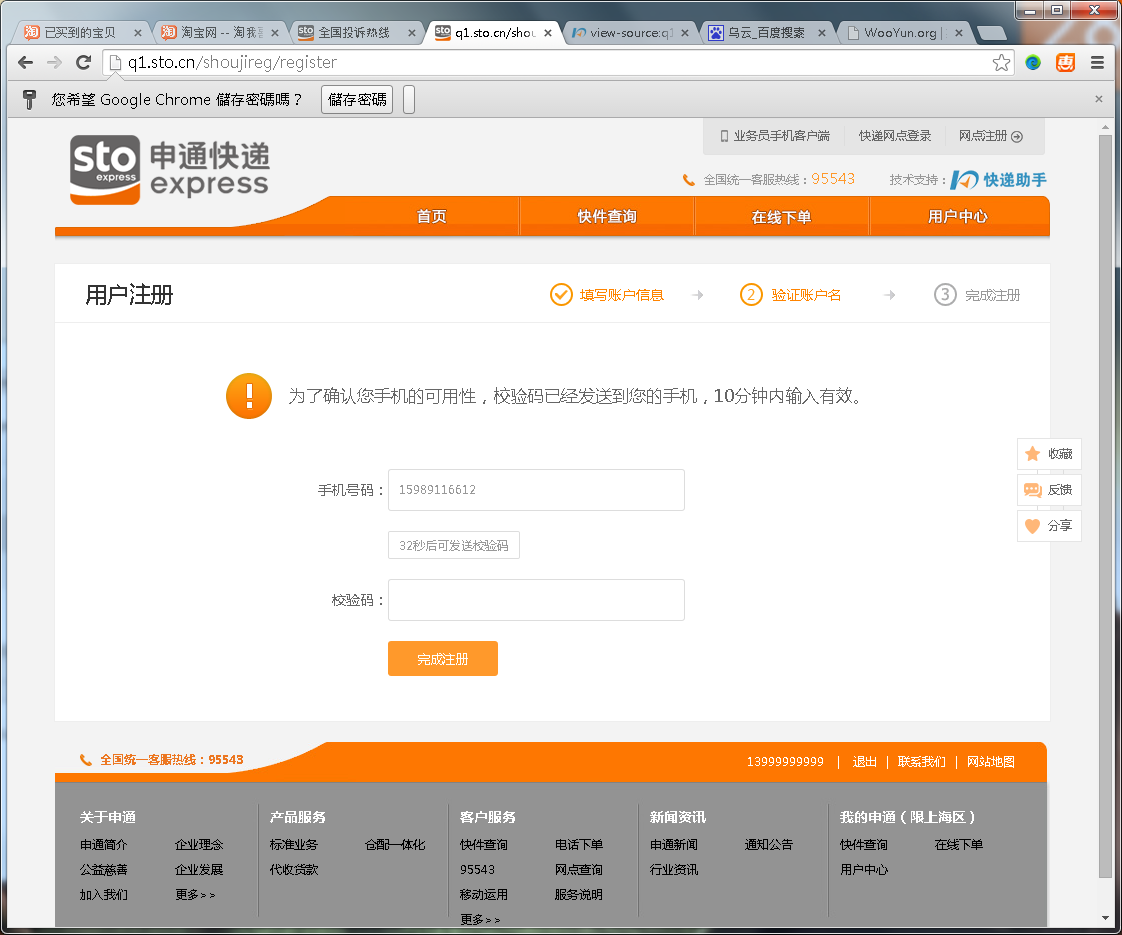 已买到的宝贝
淘宝网 -- 淘我喜
全国投诉热线
q1.sto.cn/shou
view-source:q1
乌云_百度搜索
WooYun.org |
q1.sto.cn/shoujireg/register
您希望 Google Chrome 儲存密碼嗎？ 儲存密碼
业务员手机客户端 快递网点登录 网点注册
sto express 申通快递 express
全国统一客服热线：95543 技术支持： 快递助手
首页 快件查询 在线下单 用户中心
用户注册 填写账户信息 2 验证账户名 3 完成注册
为了确认您手机的可用性，校验码已经发送到您的手机，10分钟内输入有效。
收藏
手机号码： 15989116612
反馈
分享
32秒后可发送校验码
校验码：
完成注册
全国统一客服热线：95543 13999999999 | 退出 | 联系我们 | 网站地图
关于申通 产品服务 客户服务 新闻资讯 我的申通（限上海区）
申通简介 企业理念 标准业务 仓配一体化 快件查询 电话下单 申通新闻 通知公告 快件查询 在线下单
公益慈善 企业发展 代收货款 95543 网点查询 行业资讯 用户中心
加入我们 更多>> 移动运用 服务说明
更多>>